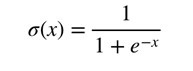 σ(x) = 1 / (1 + e^{-x})